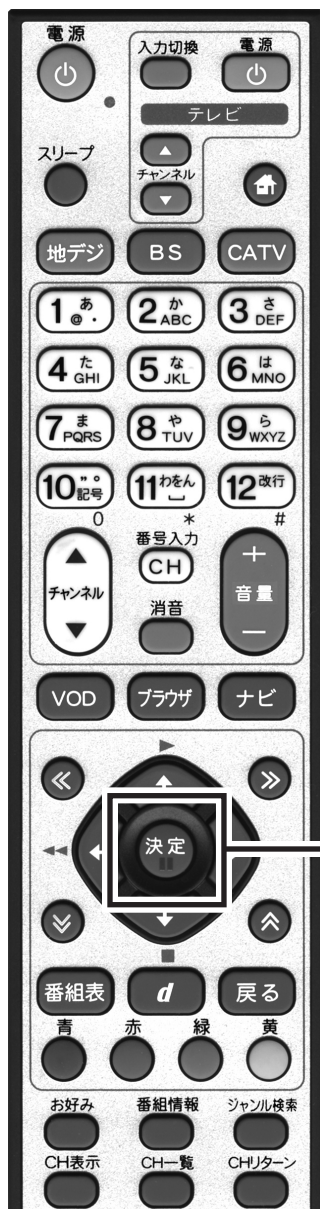 電源
入力切換 電源
テレビ
スリープ
チャンネル
地デジ BS CATV
1 あ @. 2 か ABC 3 さ DEF
4 た GHI 5 な JKL 6 は MNO
7 ま PQRS 8 や TUV 9 ら WXYZ
10 ゛゜ 記号 11 わをん 12 改行
0 * #
番号入力
CH
チャンネル
消音
+
音量
−
VOD ブラウザ ナビ
決定
番組表 d 戻る
青 赤 緑 黄
お好み 番組情報 ジャンル検索
CH表示 CH一覧 CHリターン